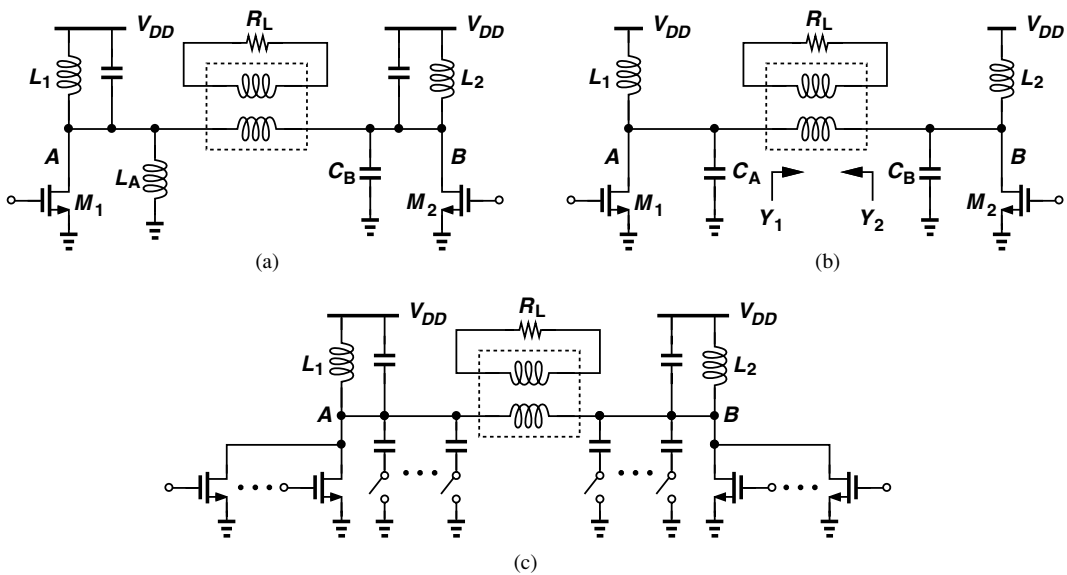 R_L
V_DD
V_DD
L_1
L_2
A
B
L_A
C_B
M_1
M_2
(a)
R_L
V_DD
V_DD
L_1
L_2
A
B
C_A
C_B
M_1
Y_1
Y_2
M_2
(b)
R_L
V_DD
V_DD
L_1
L_2
A
B
(c)